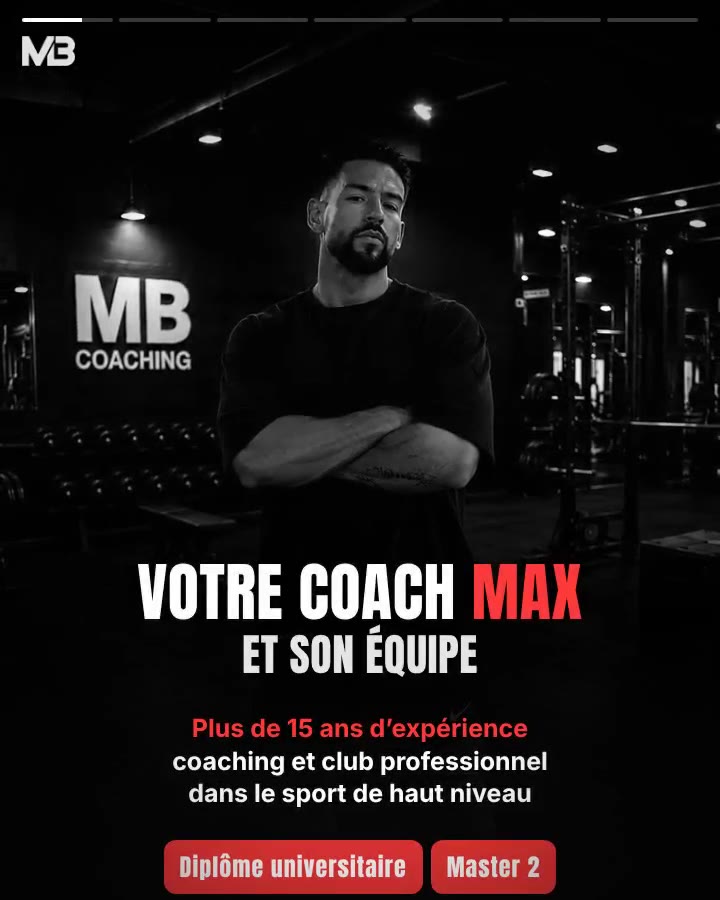 MB
MB
COACHING
VOTRE COACH MAX
ET SON ÉQUIPE
Plus de 15 ans d’expérience
coaching et club professionnel
dans le sport de haut niveau
Diplôme universitaire
Master 2